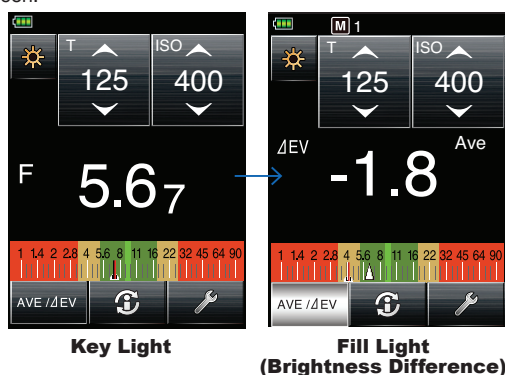 T
ISO
125
400
F
5.67
1 1.4 2 2.8 4 5.6 8 11 16 22 32 45 64 90
AVE /⊿EV
Key Light
M 1
T
ISO
125
400
⊿EV
Ave
-1.8
1 1.4 2 2.8 4 5.6 8 11 16 22 32 45 64 90
AVE /⊿EV
Fill Light
(Brightness Difference)